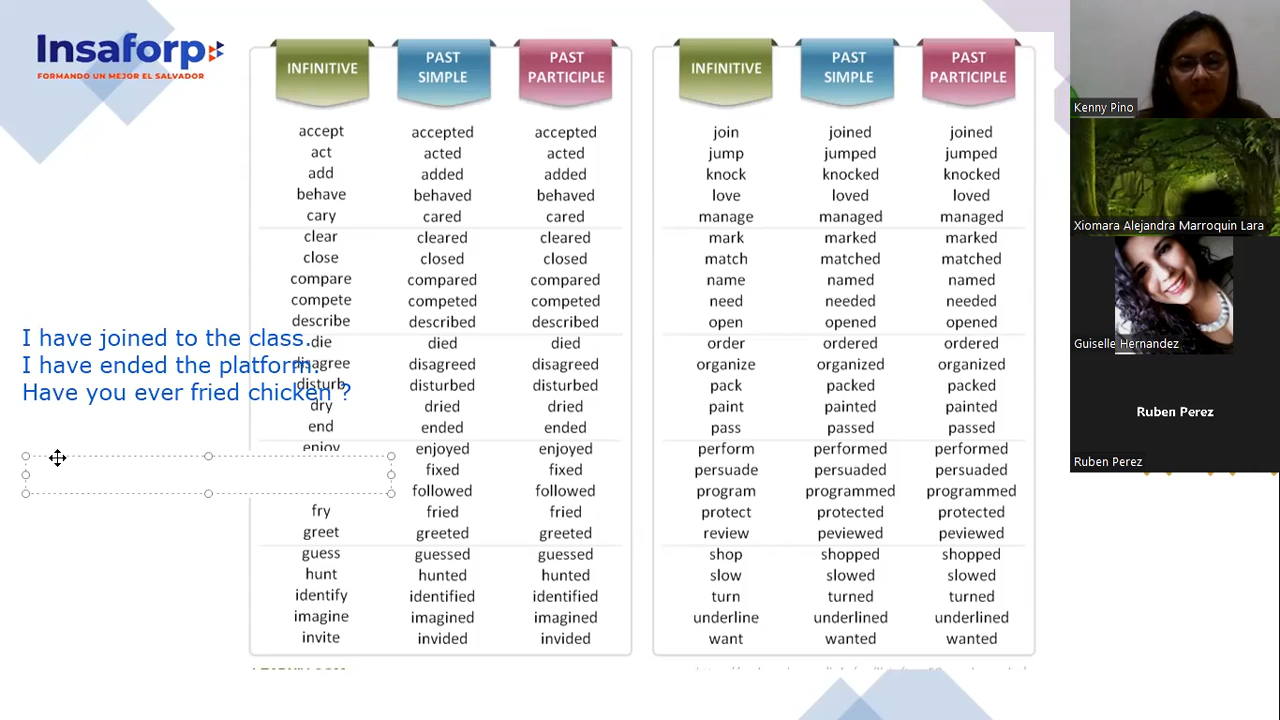 Insaforp
FORMANDO UN MEJOR EL SALVADOR
INFINITIVE PAST SIMPLE PAST PARTICIPLE
accept accepted accepted
act acted acted
add added added
behave behaved behaved
cary cared cared
clear cleared cleared
close closed closed
compare compared compared
compete competed competed
describe described described
die died died
disagree disagreed disagreed
disturb disturbed disturbed
dry dried dried
end ended ended
enjoy enjoyed enjoyed
fixed fixed
followed followed
fry fried fried
greet greeted greeted
guess guessed guessed
hunt hunted hunted
identify identified identified
imagine imagined imagined
invite invided invided
I have joined to the class.
I have ended the platform.
Have you ever fried chicken ?
INFINITIVE PAST SIMPLE PAST PARTICIPLE
join joined joined
jump jumped jumped
knock knocked knocked
love loved loved
manage managed managed
mark marked marked
match matched matched
name named named
need needed needed
open opened opened
order ordered ordered
organize organized organized
pack packed packed
paint painted painted
pass passed passed
perform performed performed
persuade persuaded persuaded
program programmed programmed
protect protected protected
review peviewed peviewed
shop shopped shopped
slow slowed slowed
turn turned turned
underline underlined underlined
want wanted wanted
Kenny Pino
Xiomara Alejandra Marroquin Lara
Guiselle Hernandez
Ruben Perez
Ruben Perez